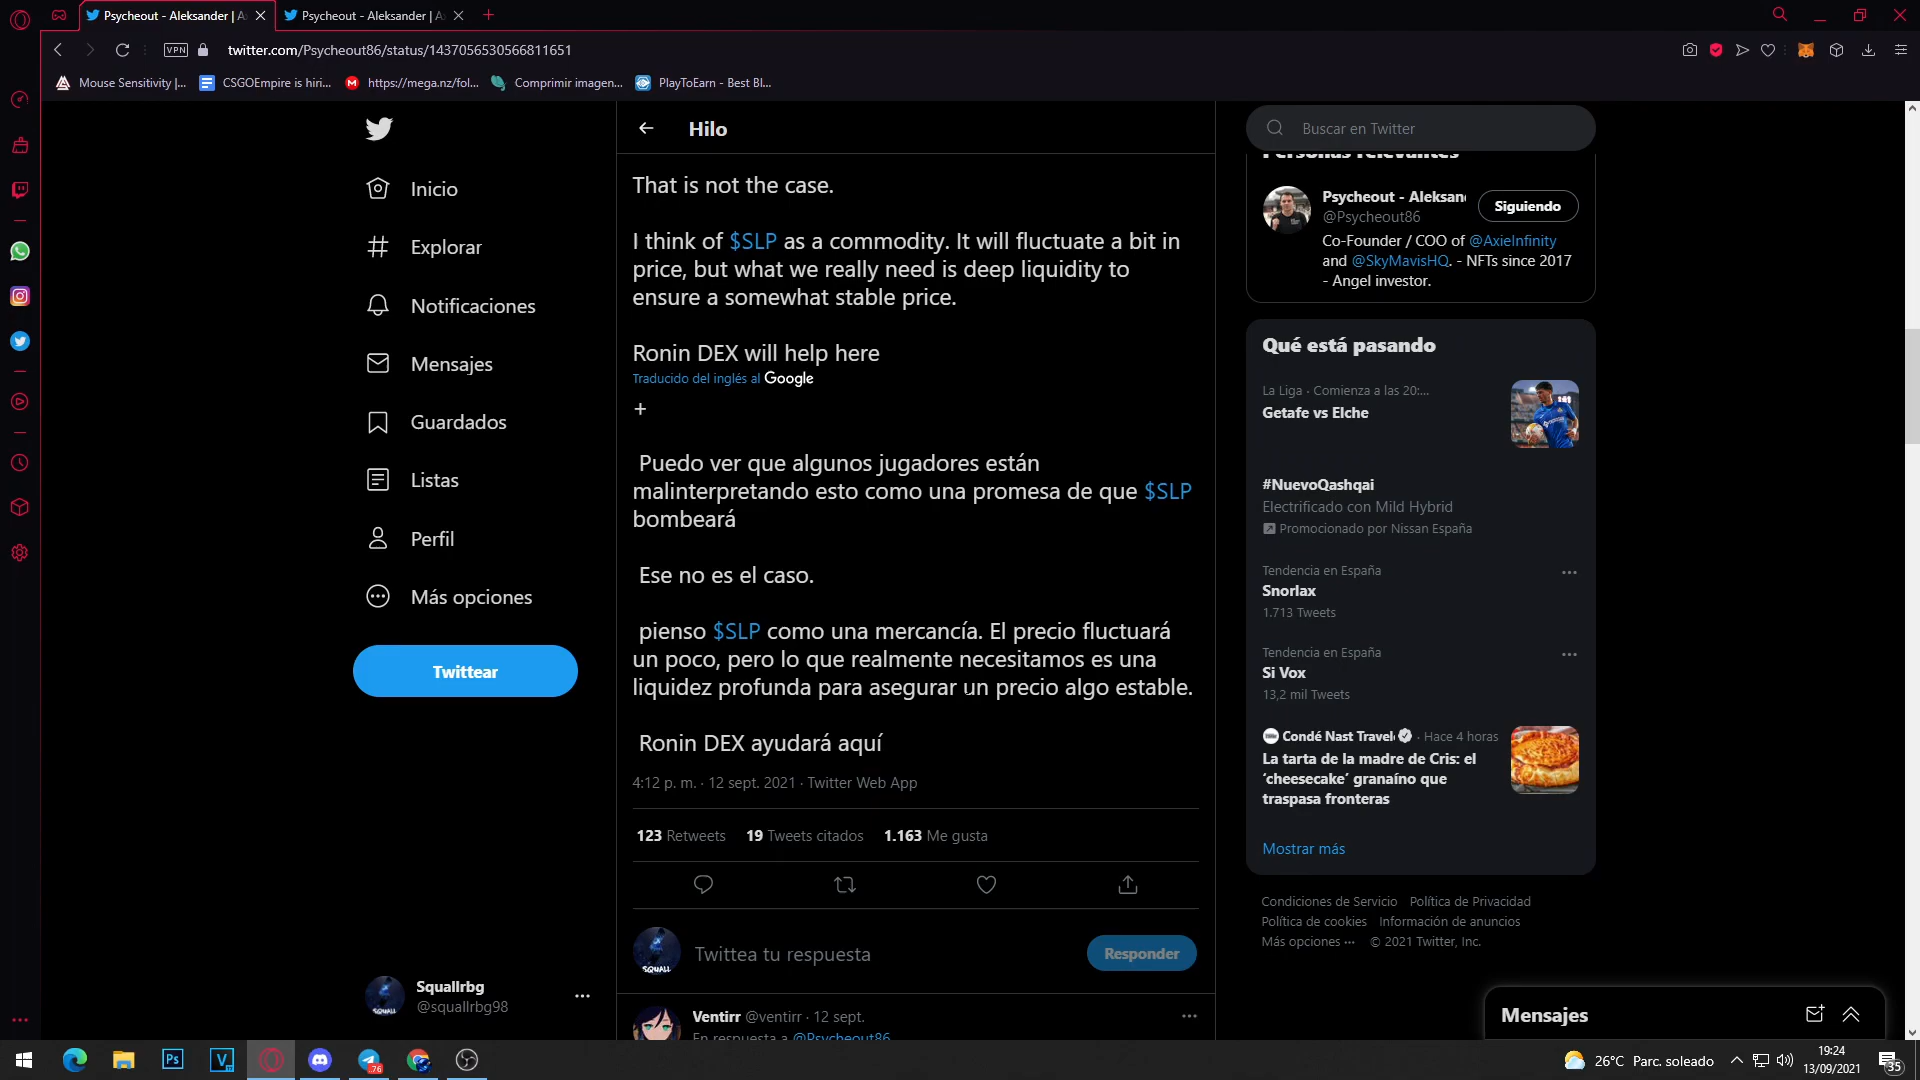 Psycheout - Aleksander | A
Psycheout - Aleksander | A
VPN
twitter.com/Psycheout86/status/1437056530566811651
Mouse Sensitivity |...
CSGOEmpire is hiri...
https://mega.nz/fol...
Comprimir imagen...
PlayToEarn - Best Bl...
Inicio
Explorar
Notificaciones
Mensajes
Guardados
Listas
Perfil
Más opciones
Twittear
Squallrbg
@squallrbg98
Hilo
That is not the case.
I think of $SLP as a commodity. It will fluctuate a bit in
price, but what we really need is deep liquidity to
ensure a somewhat stable price.
Ronin DEX will help here
Traducido del inglés al Google
+
Puedo ver que algunos jugadores están
malinterpretando esto como una promesa de que $SLP
bombeará
Ese no es el caso.
pienso $SLP como una mercancía. El precio fluctuará
un poco, pero lo que realmente necesitamos es una
liquidez profunda para asegurar un precio algo estable.
Ronin DEX ayudará aquí
4:12 p. m. · 12 sept. 2021 · Twitter Web App
123 Retweets 19 Tweets citados 1.163 Me gusta
SQUALL
Twittea tu respuesta
Responder
Ventirr @ventirr · 12 sept.
En respuesta a @Psycheout86
Buscar en Twitter
Personas relevantes
Psycheout - Aleksan
@Psycheout86
Siguiendo
Co-Founder / COO of @AxieInfinity
and @SkyMavisHQ. - NFTs since 2017
- Angel investor.
Qué está pasando
La Liga · Comienza a las 20:...
Getafe vs Elche
#NuevoQashqai
Electrificado con Mild Hybrid
Promocionado por Nissan España
Tendencia en España
Snorlax
1.713 Tweets
Tendencia en España
Si Vox
13,2 mil Tweets
Condé Nast Travel · Hace 4 horas
La tarta de la madre de Cris: el
‘cheesecake’ granaíno que
traspasa fronteras
Mostrar más
Condiciones de Servicio Política de Privacidad
Política de cookies Información de anuncios
Más opciones ··· © 2021 Twitter, Inc.
Mensajes
Ps
V
.76
26°C Parc. soleado
19:24
13/09/2021
35